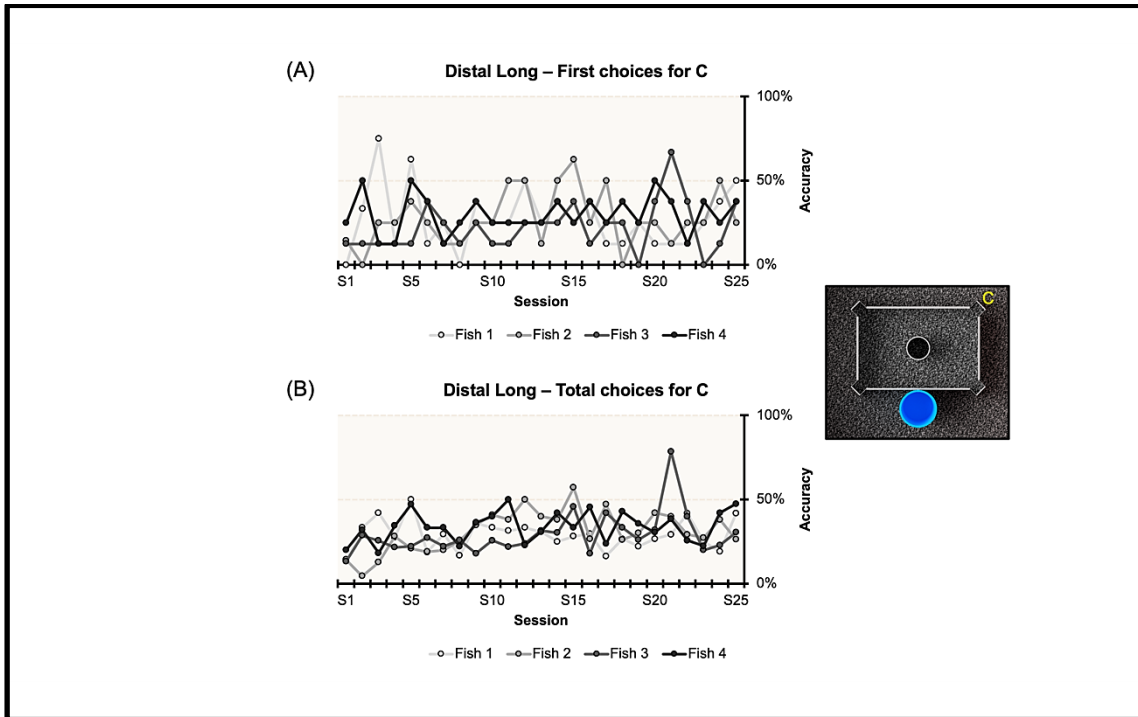 (A)
Distal Long – First choices for C
100%
50%
0%
Accuracy
S1 S5 S10 S15 S20 S25
Session
Fish 1 Fish 2 Fish 3 Fish 4
C
(B)
Distal Long – Total choices for C
100%
50%
0%
Accuracy
S1 S5 S10 S15 S20 S25
Session
Fish 1 Fish 2 Fish 3 Fish 4